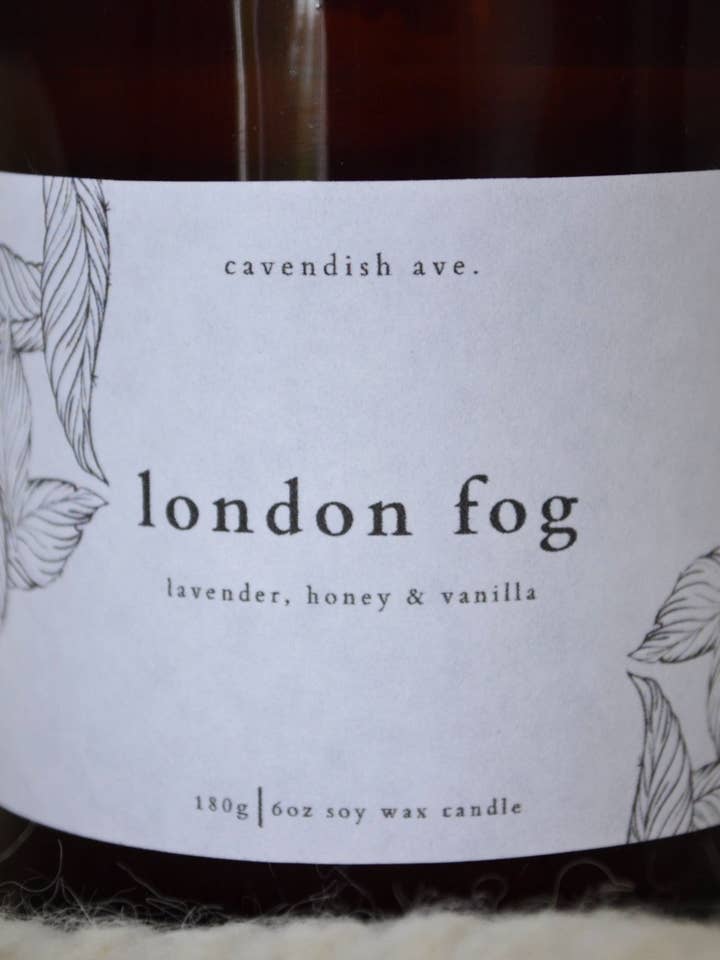 cavendish ave.
london fog
lavender, honey & vanilla
180g | 6oz soy wax candle